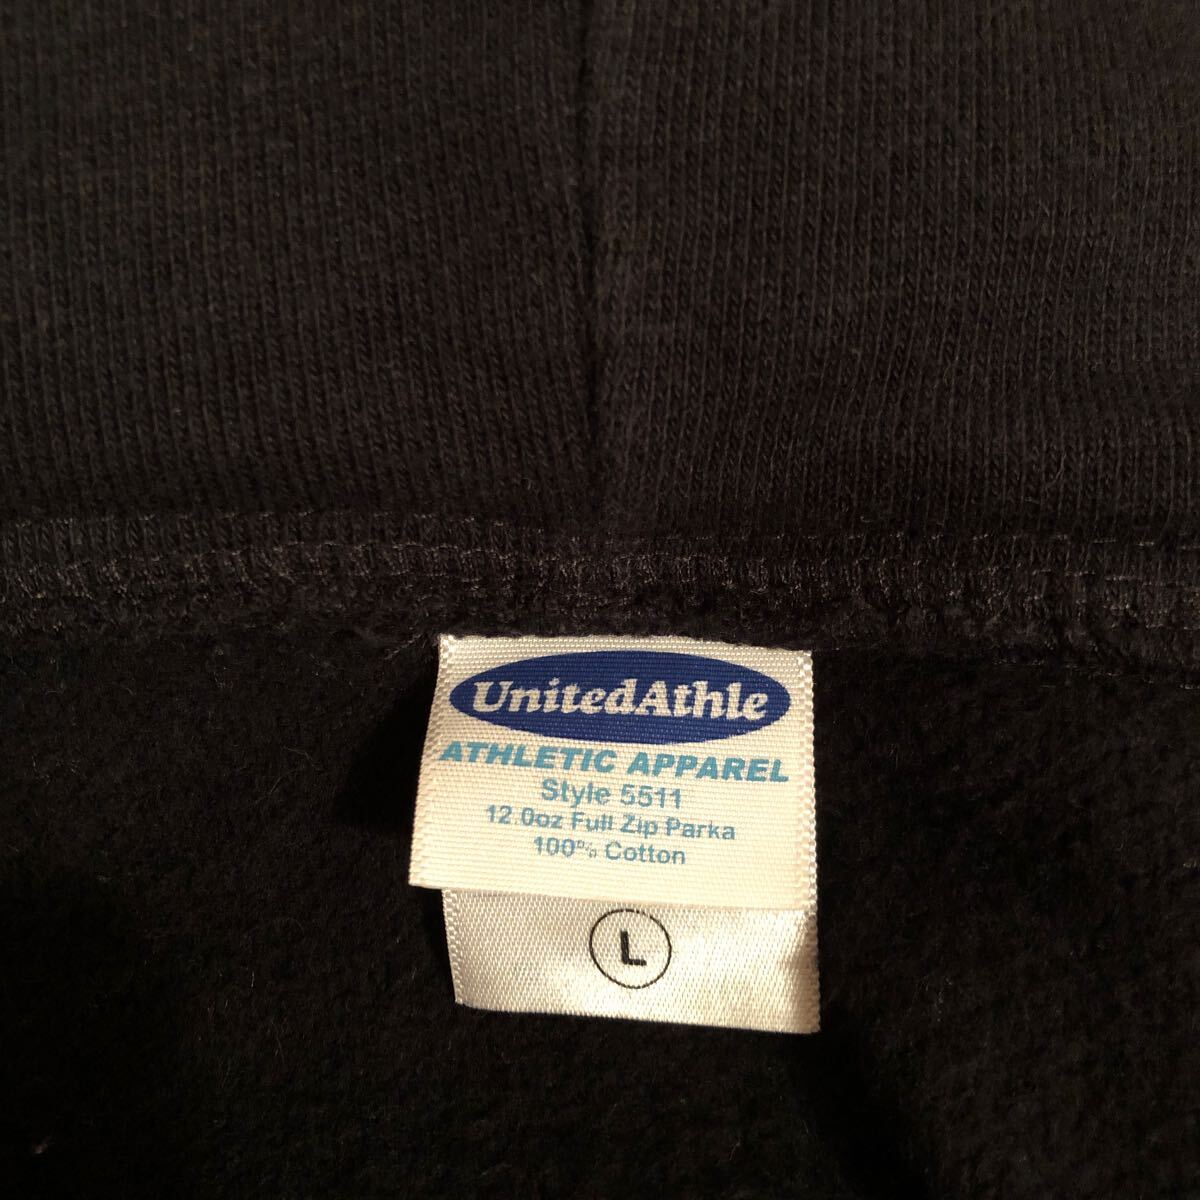 UnitedAthle
ATHLETIC APPAREL
Style 5511
12.0oz Full Zip Parka
100% Cotton
L